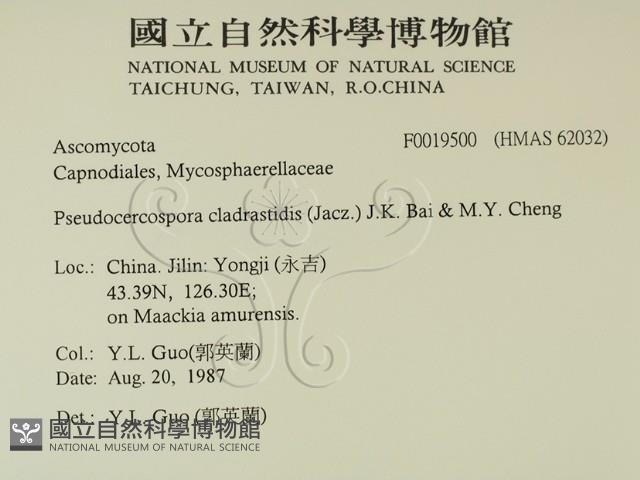 國立自然科學博物館
NATIONAL MUSEUM OF NATURAL SCIENCE
TAICHUNG, TAIWAN, R.O.CHINA
Ascomycota F0019500 (HMAS 62032)
Capnodiales, Mycosphaerellaceae
Pseudocercospora cladrastidis (Jacz.) J.K. Bai & M.Y. Cheng
Loc.: China. Jilin: Yongji (永吉)
43.39N, 126.30E;
on Maackia amurensis.
Col.: Y.L. Guo(郭英蘭)
Date: Aug. 20, 1987
Det.: Y.L. Guo (郭英蘭)
國立自然科學博物館
NATIONAL MUSEUM OF NATURAL SCIENCE